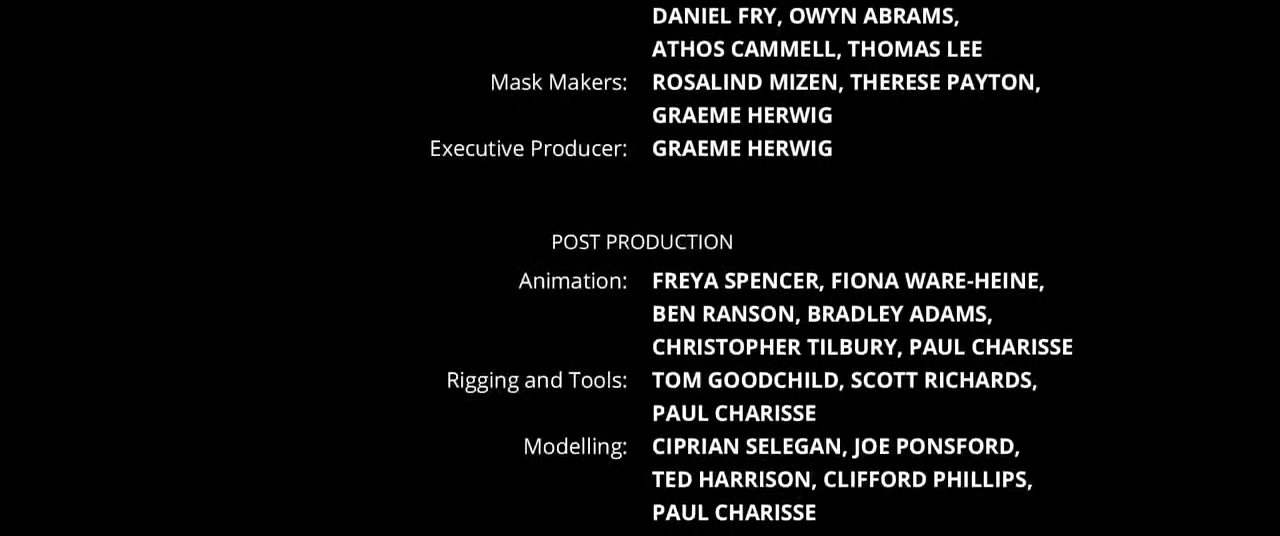 DANIEL FRY, OWYN ABRAMS,
ATHOS CAMMELL, THOMAS LEE
Mask Makers: ROSALIND MIZEN, THERESE PAYTON,
GRAEME HERWIG
Executive Producer: GRAEME HERWIG
POST PRODUCTION
Animation: FREYA SPENCER, FIONA WARE-HEINE,
BEN RANSON, BRADLEY ADAMS,
CHRISTOPHER TILBURY, PAUL CHARISSE
Rigging and Tools: TOM GOODCHILD, SCOTT RICHARDS,
PAUL CHARISSE
Modelling: CIPRIAN SELEGAN, JOE PONSFORD,
TED HARRISON, CLIFFORD PHILLIPS,
PAUL CHARISSE